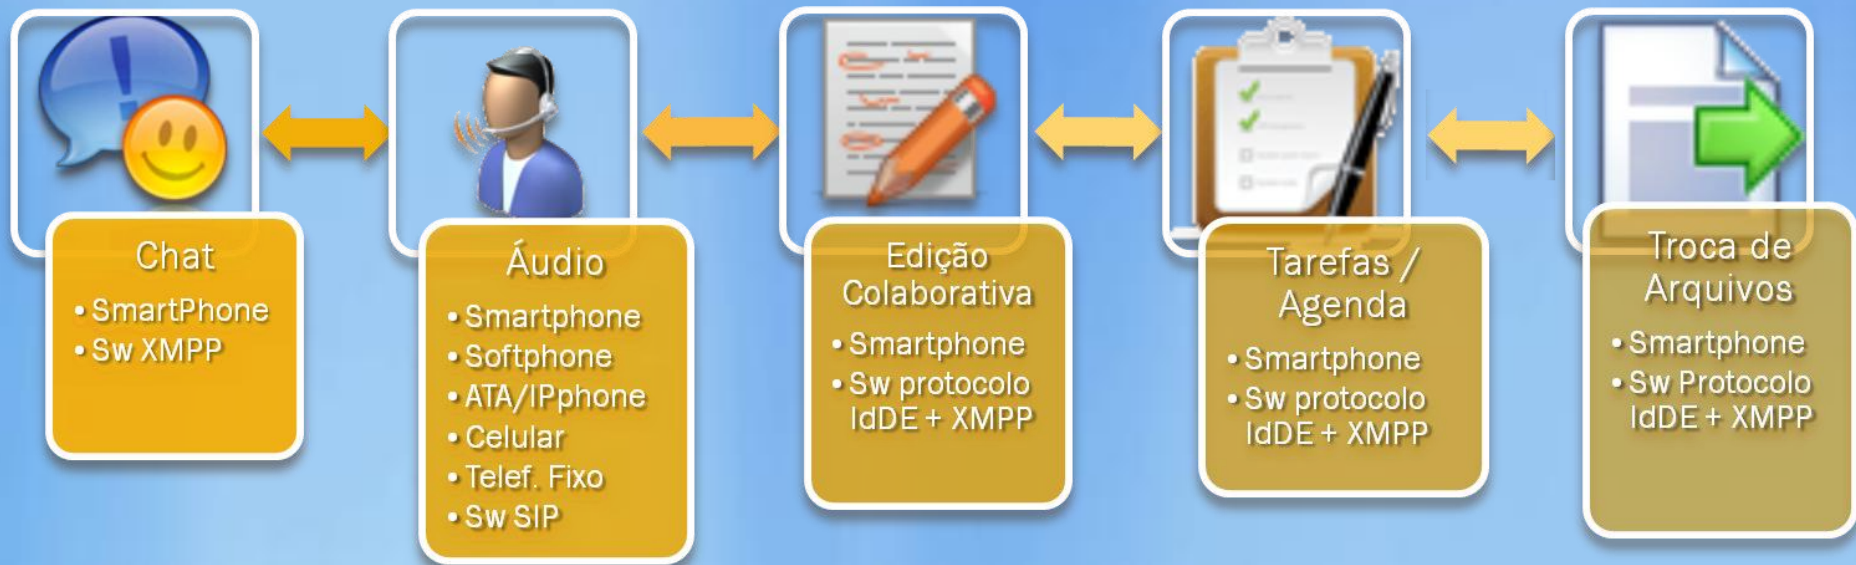 Chat
• SmartPhone
• Sw XMPP
Áudio
• Smartphone
• Softphone
• ATA/IPphone
• Celular
• Telef. Fixo
• Sw SIP
Edição
Colaborativa
• Smartphone
• Sw protocolo
IdDE + XMPP
Tarefas /
Agenda
• Smartphone
• Sw protocolo
IdDE + XMPP
Troca de
Arquivos
• Smartphone
• Sw Protocolo
IdDE + XMPP